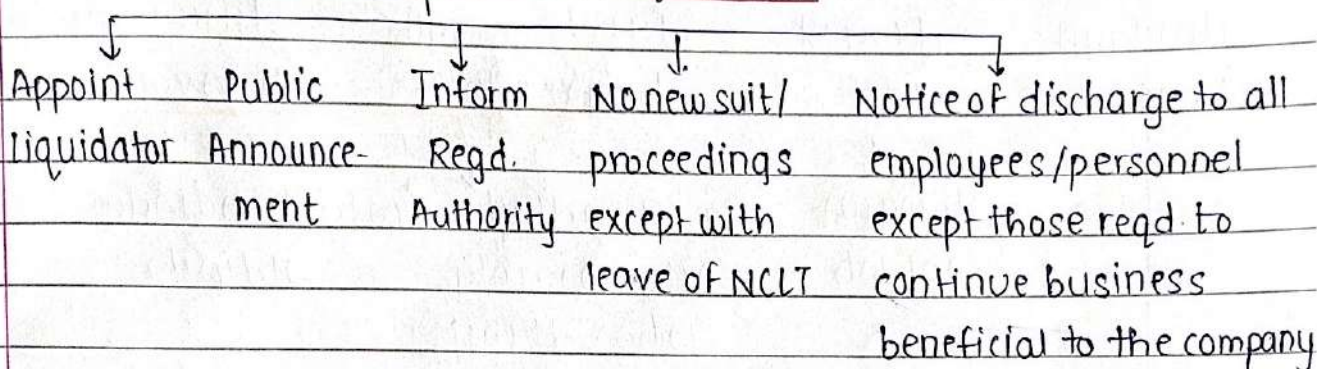 Appoint Public Inform No new suit/ Notice of discharge to all
Liquidator Announce- Regd. proceedings employees/personnel
ment Authority except with except those reqd. to
leave of NCLT continue business
beneficial to the company